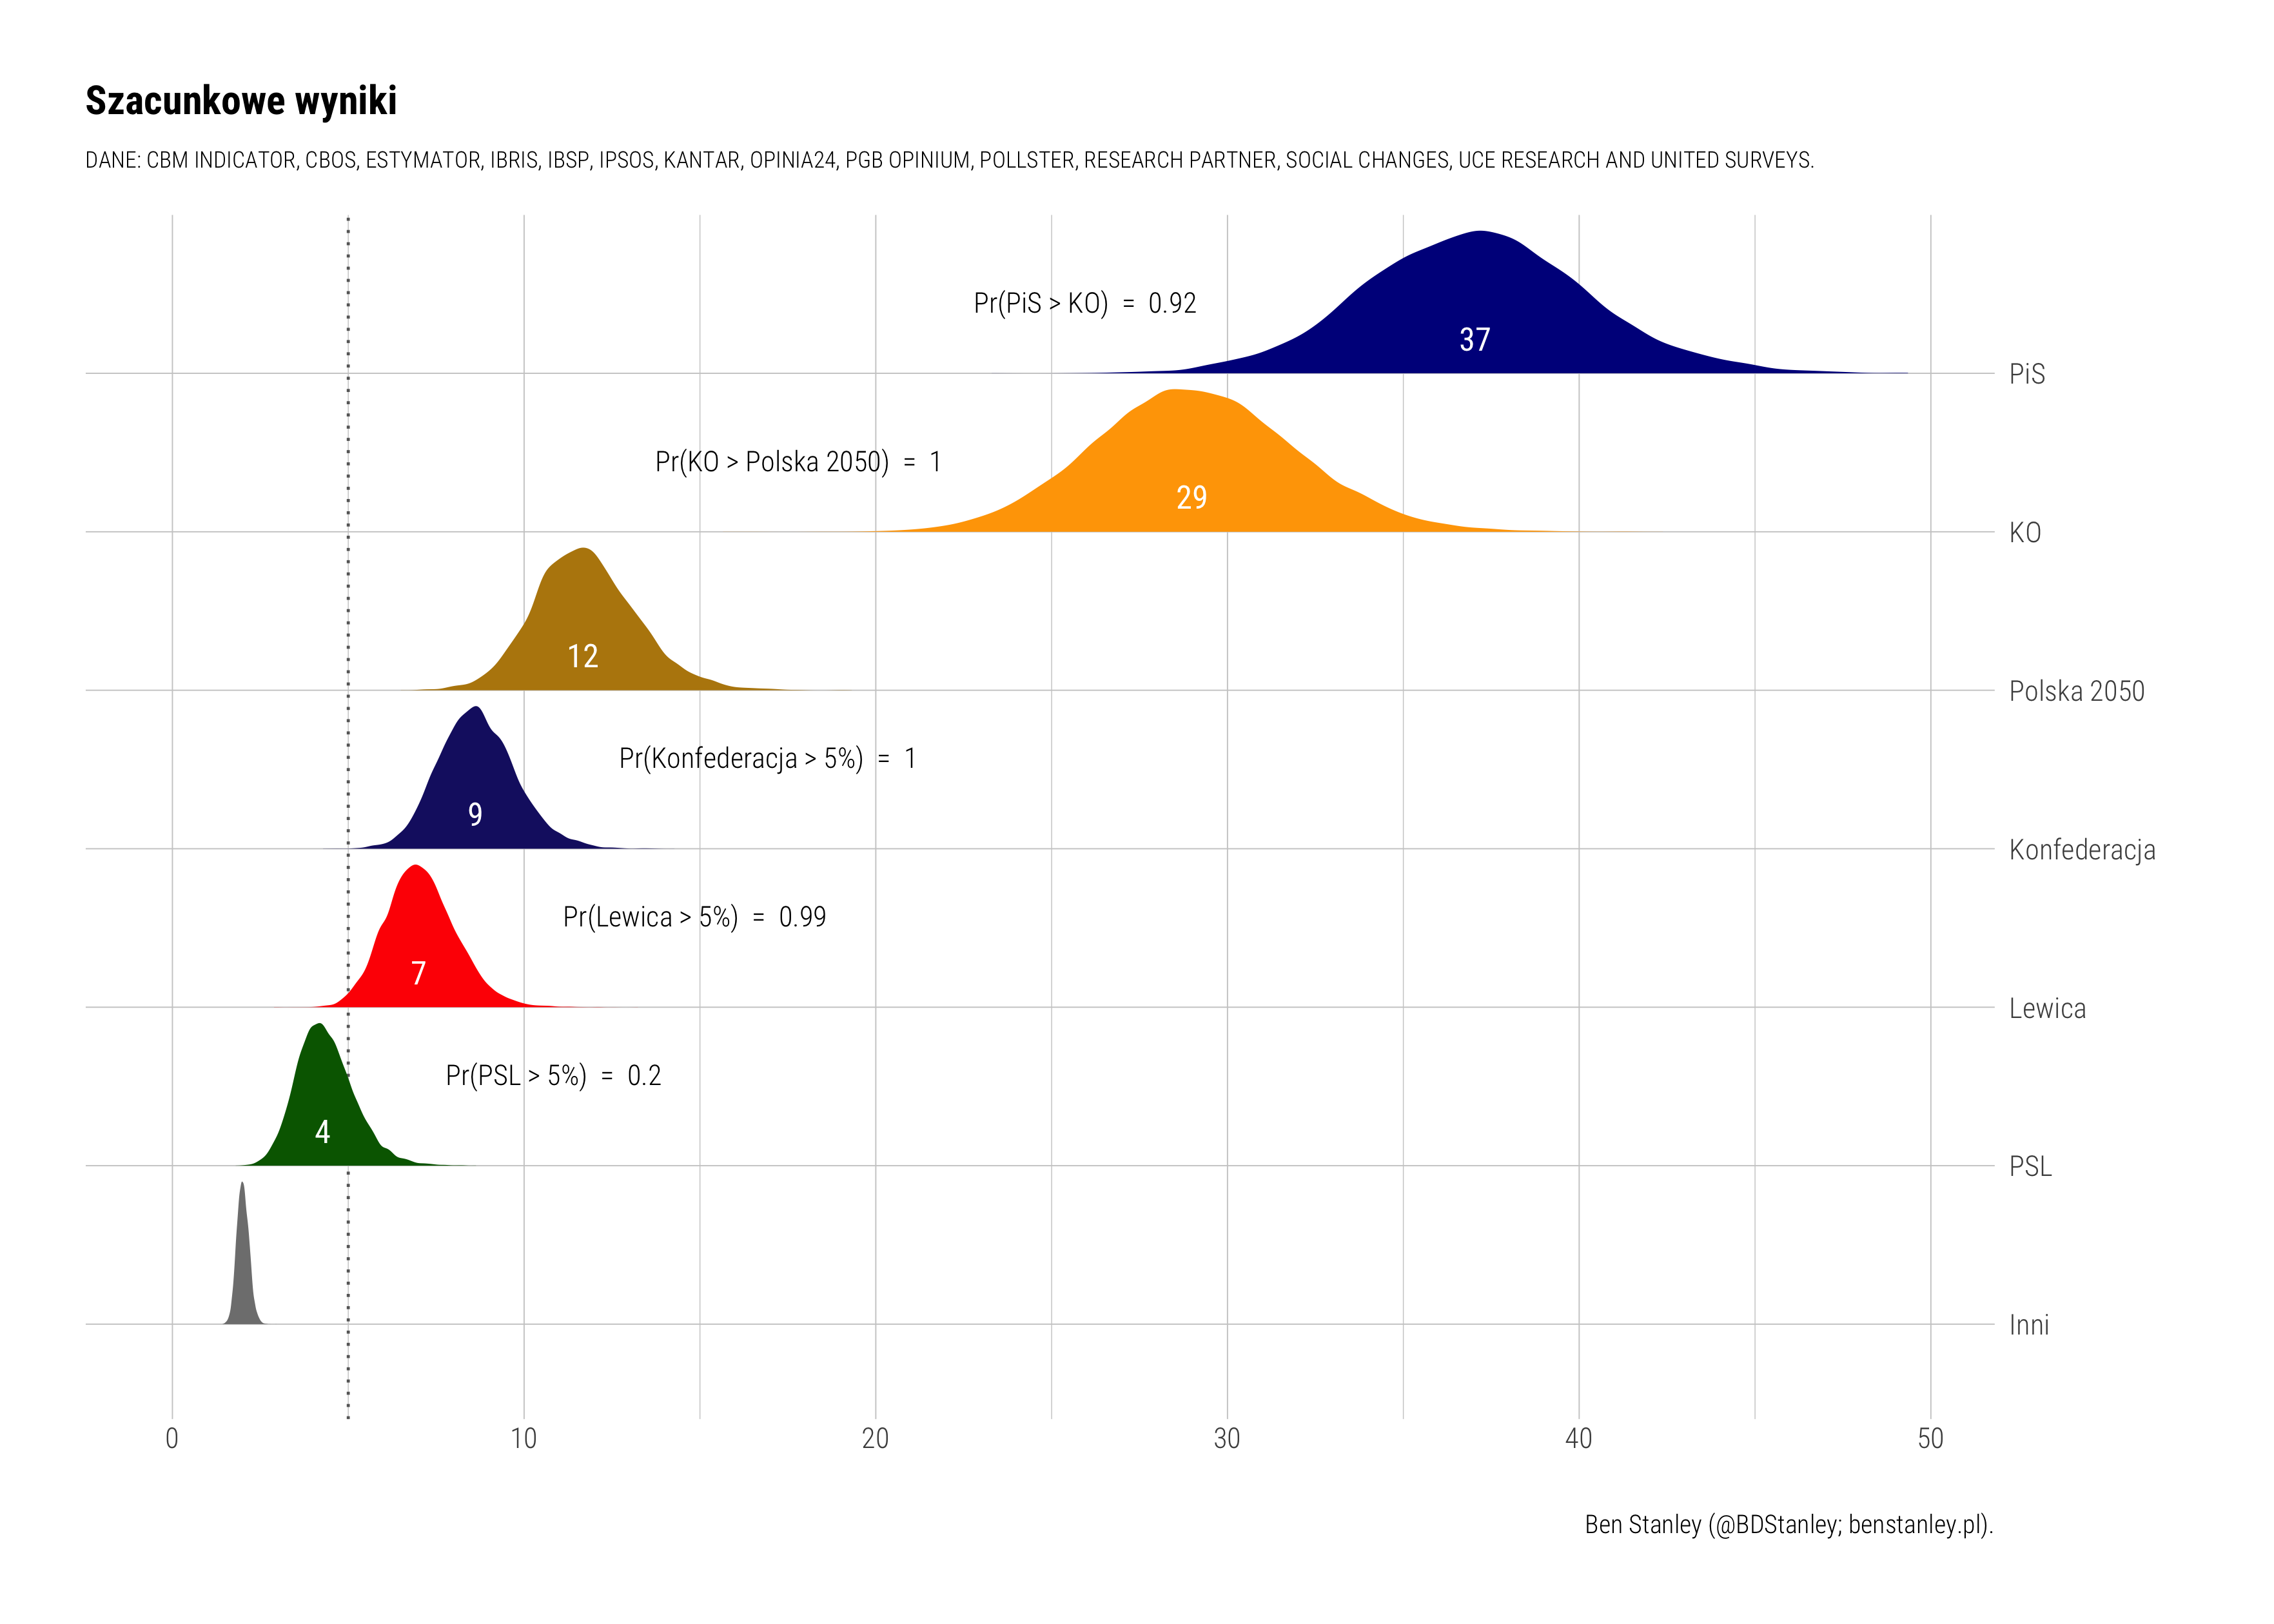 Szacunkowe wyniki
DANE: CBM INDICATOR, CBOS, ESTYMATOR, IBRIS, IBSP, IPSOS, KANTAR, OPINIA24, PGB OPINIUM, POLLSTER, RESEARCH PARTNER, SOCIAL CHANGES, UCE RESEARCH AND UNITED SURVEYS.
Pr(PiS > KO) = 0.92
37
PiS
Pr(KO > Polska 2050) = 1
29
KO
12
Polska 2050
Pr(Konfederacja > 5%) = 1
9
Konfederacja
Pr(Lewica > 5%) = 0.99
7
Lewica
Pr(PSL > 5%) = 0.2
4
PSL
Inni
0 10 20 30 40 50
Ben Stanley (@BDStanley; benstanley.pl).